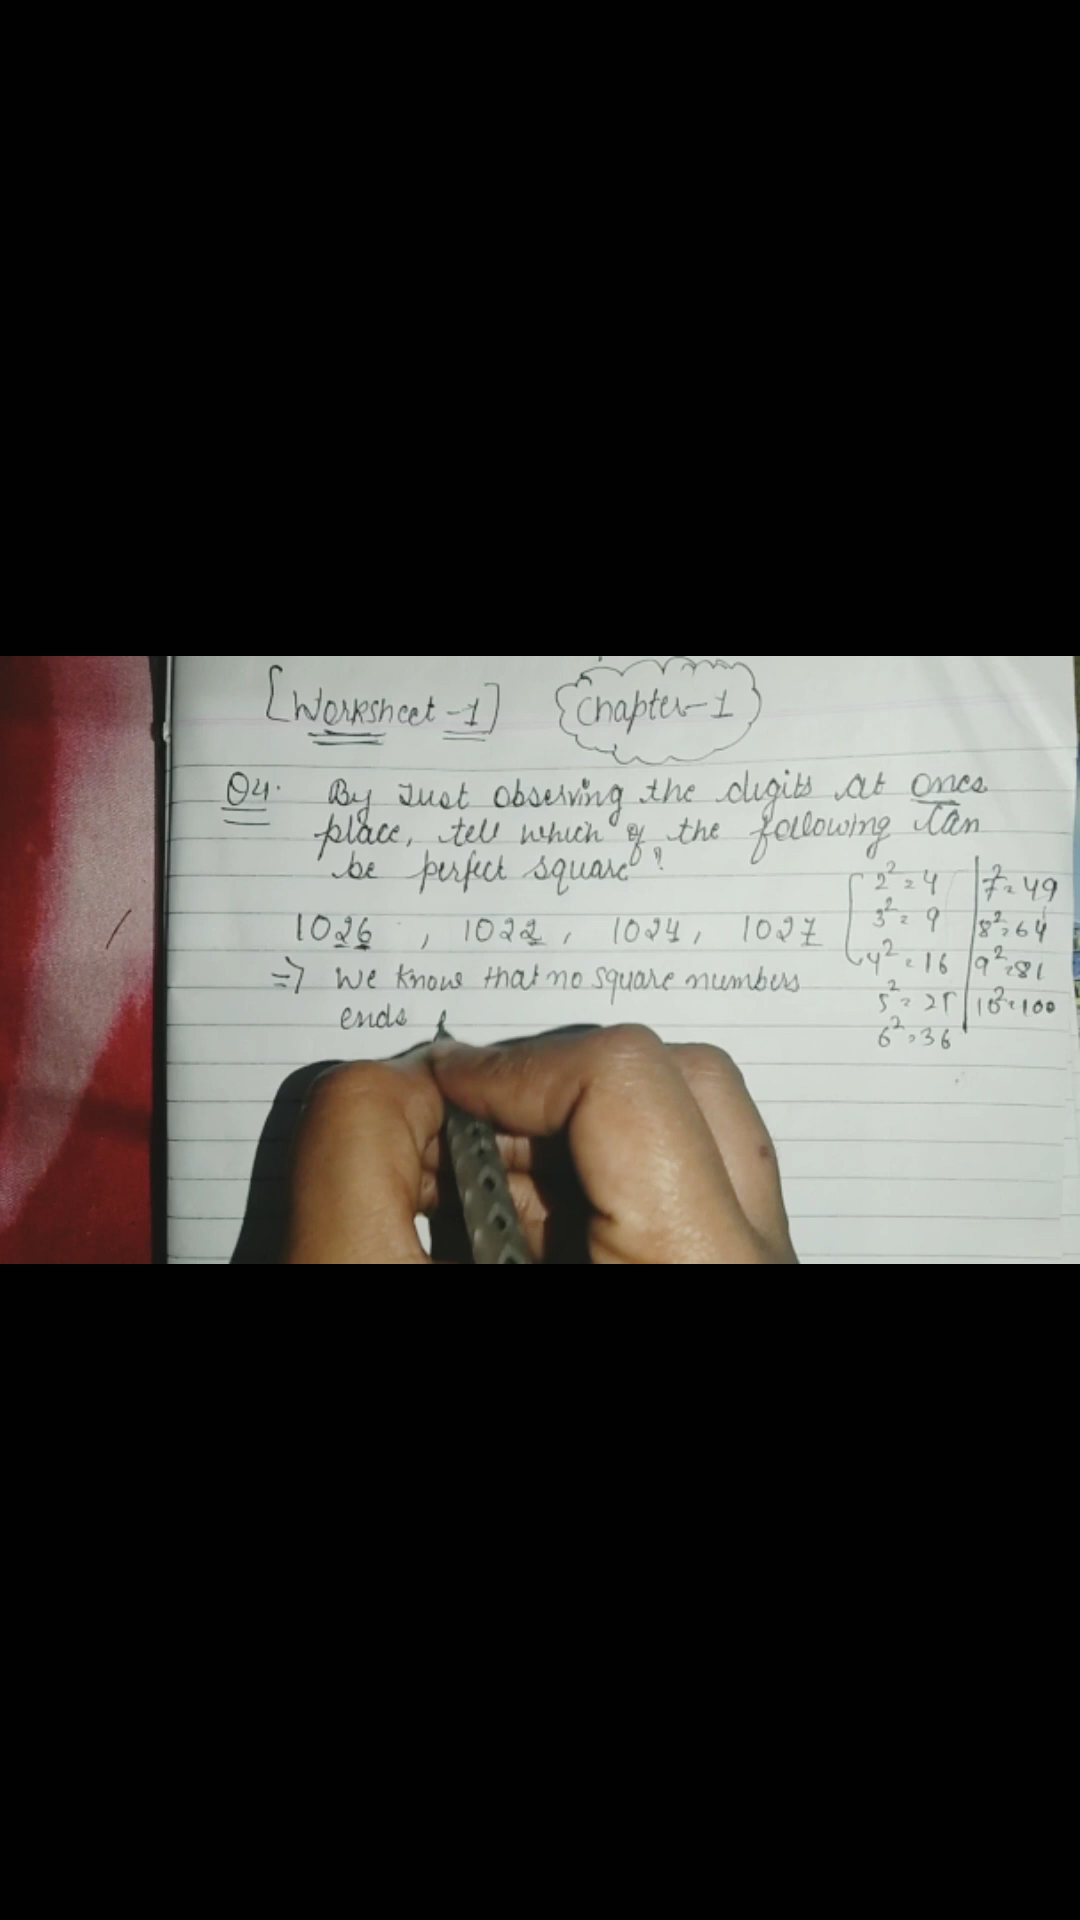 [Worksheet-1] Chapter-1
Q4. By Just observing the digits at ones
place, tell which of the following can
be perfect square?
1026 , 1022 , 1024 , 1027
=> We know that no square numbers
ends
2² = 4
3² = 9
4² = 16
5² = 25
6² = 36
7² = 49
8² = 64
9² = 81
10² = 100